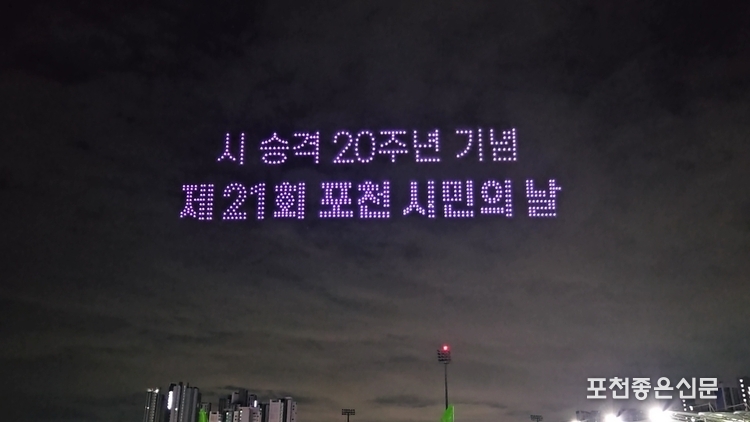 시 승격 20주년 기념
제 21회 포천 시민의 날
포천좋은신문